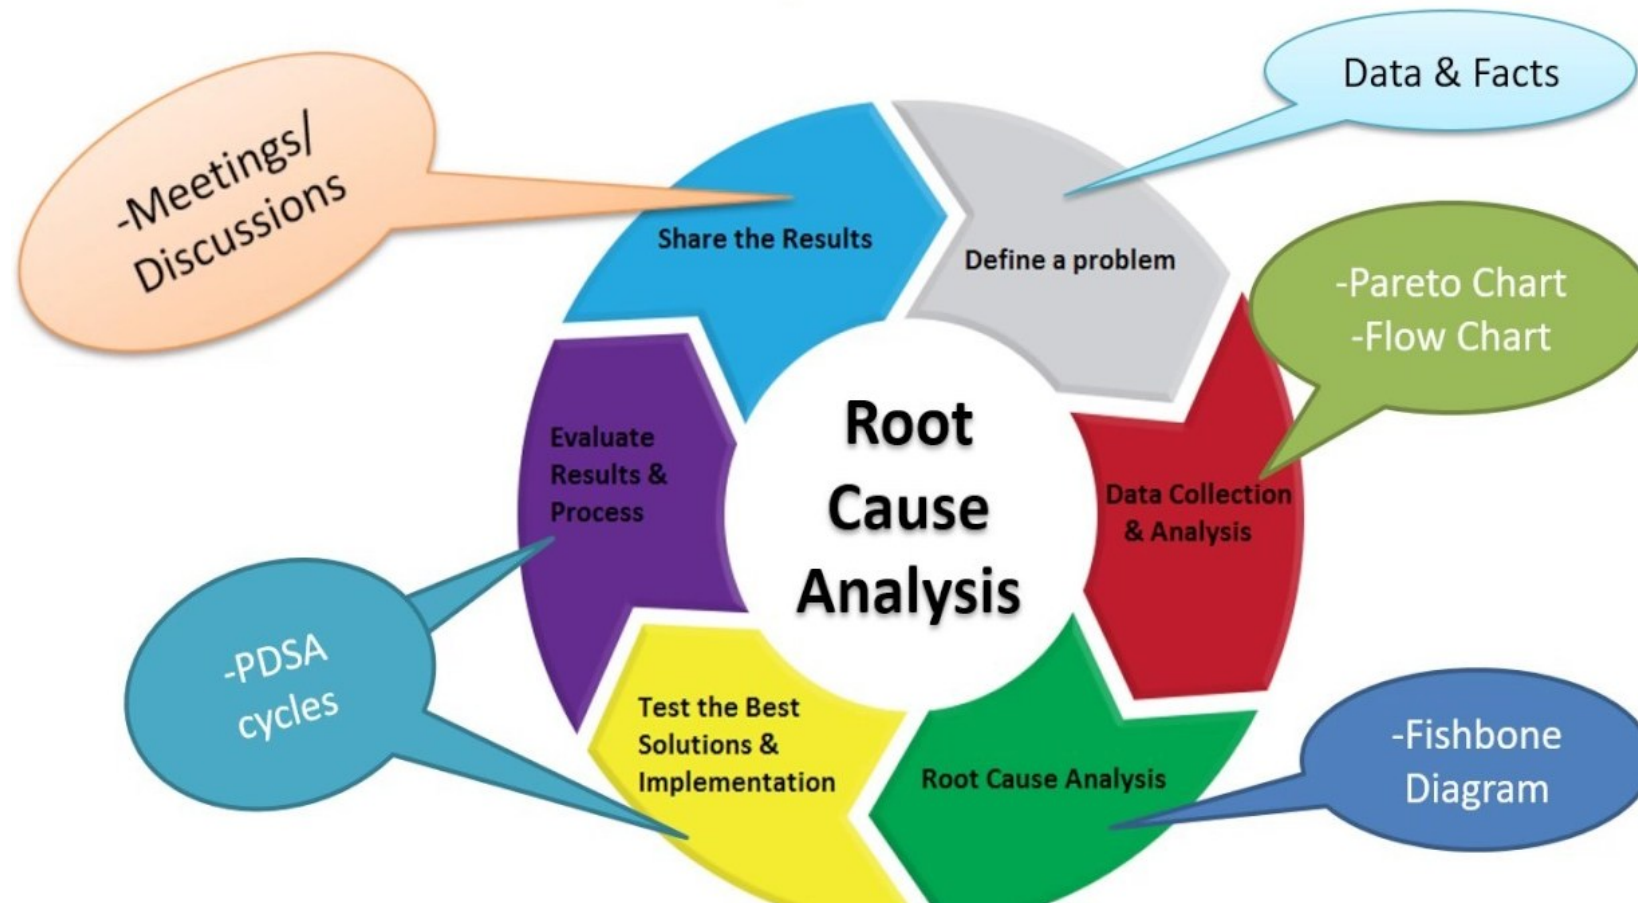 -Meetings/
Discussions
Data & Facts
Share the Results
Define a problem
-Pareto Chart
-Flow Chart
Evaluate
Results &
Process
Root
Cause
Analysis
Data Collection
& Analysis
-PDSA
cycles
Test the Best
Solutions &
Implementation
Root Cause Analysis
-Fishbone
Diagram